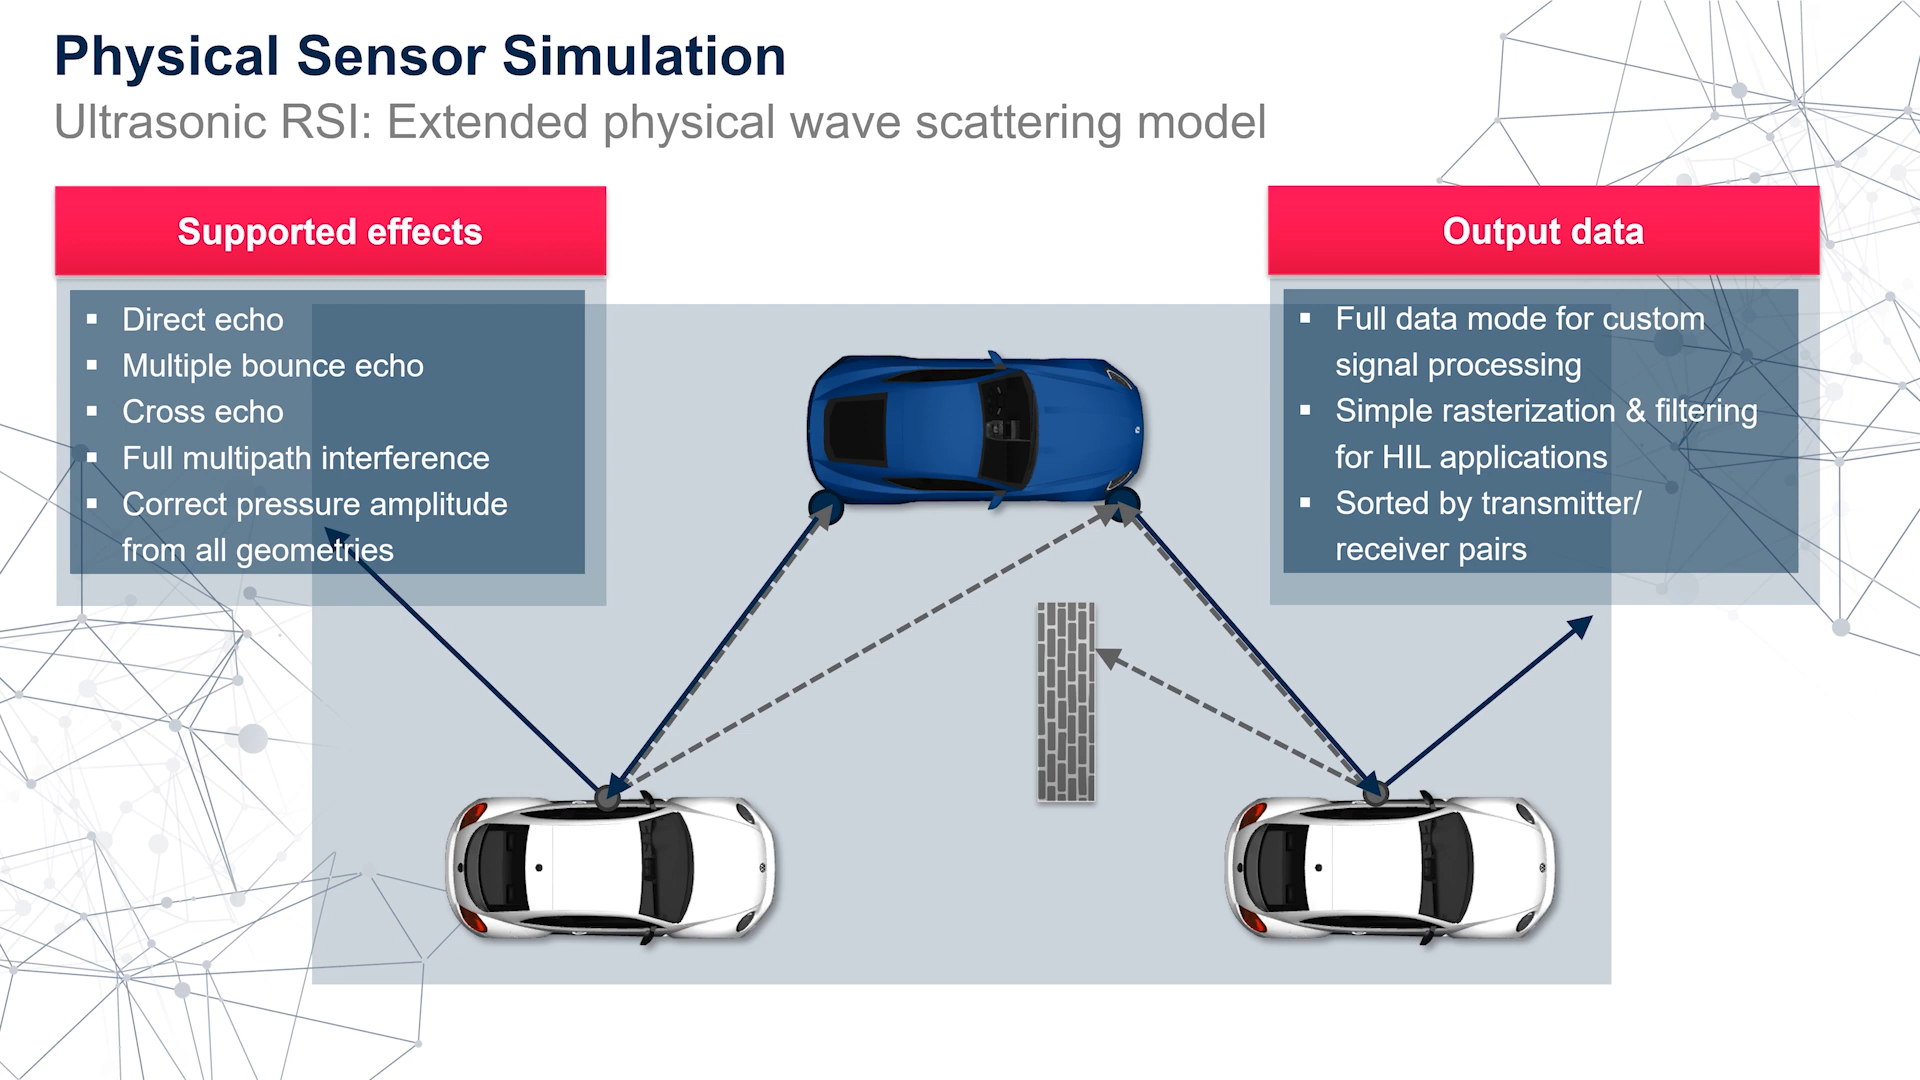 Physical Sensor Simulation
Ultrasonic RSI: Extended physical wave scattering model
Supported effects
▪ Direct echo
▪ Multiple bounce echo
▪ Cross echo
▪ Full multipath interference
▪ Correct pressure amplitude
from all geometries
Output data
▪ Full data mode for custom
signal processing
▪ Simple rasterization & filtering
for HIL applications
▪ Sorted by transmitter/
receiver pairs